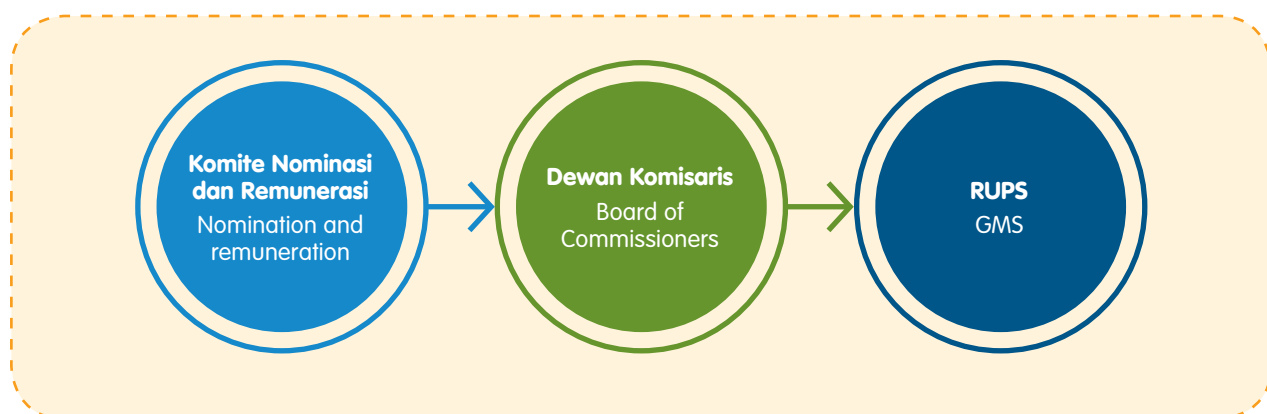 Komite Nominasi
dan Remunerasi
Nomination and
remuneration
Dewan Komisaris
Board of
Commissioners
RUPS
GMS